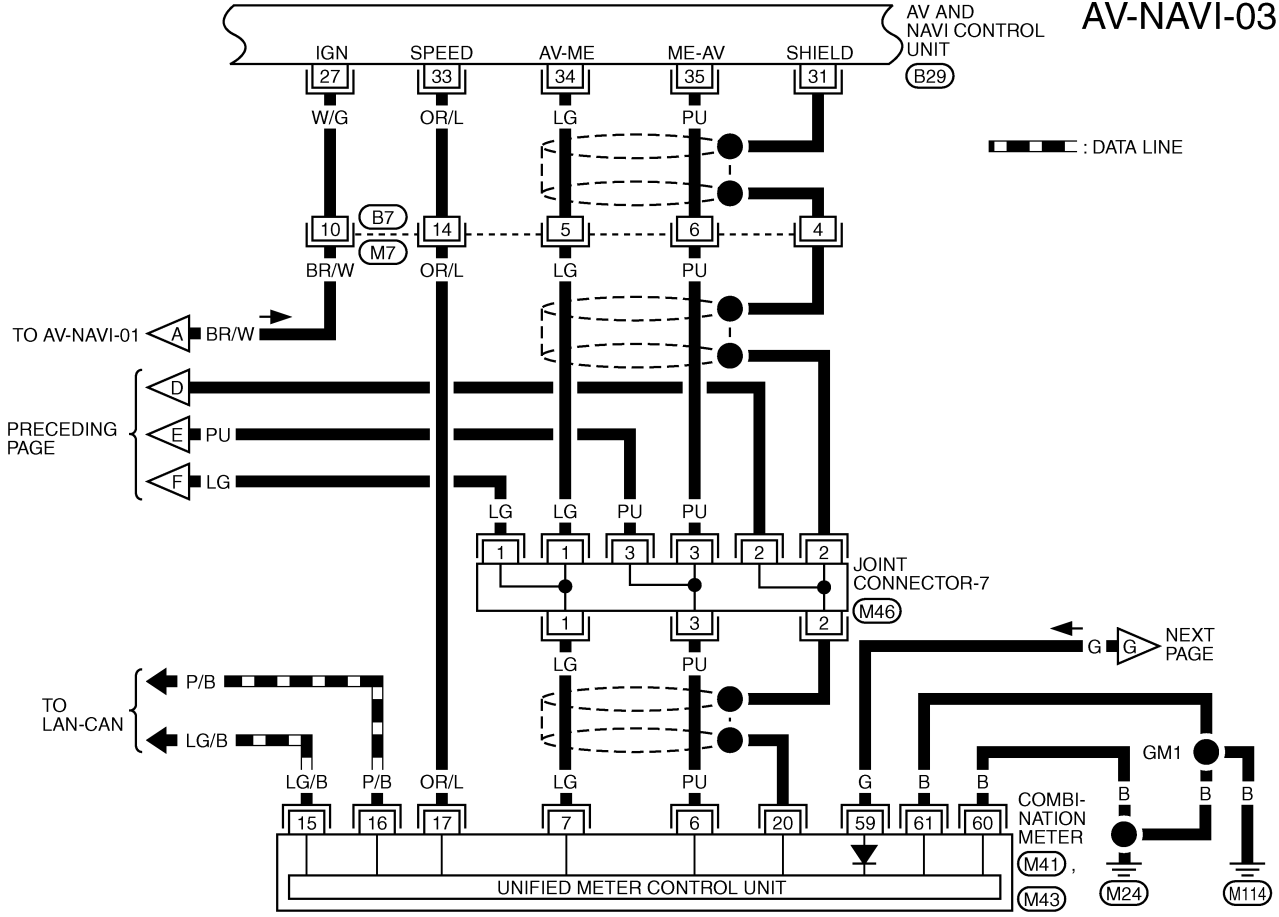 AV-NAVI-03
AV AND
NAVI CONTROL
UNIT
B29
IGN SPEED AV-ME ME-AV SHIELD
27 33 34 35 31
W/G OR/L LG PU
: DATA LINE
10 B7 14 5 6 4
M7
BR/W OR/L LG PU
TO AV-NAVI-01 A BR/W
D
PRECEDING
PAGE
E PU
F LG
LG LG PU PU
1 1 3 3 2 2
JOINT
CONNECTOR-7
M46
1 3 2
LG PU
G G
NEXT
PAGE
TO
LAN-CAN
P/B
LG/B
GM1
LG/B P/B OR/L LG PU G B B B B B
15 16 17 7 6 20 59 61 60
COMBI-
NATION
METER
M41 ,
M43
UNIFIED METER CONTROL UNIT
M24 M114